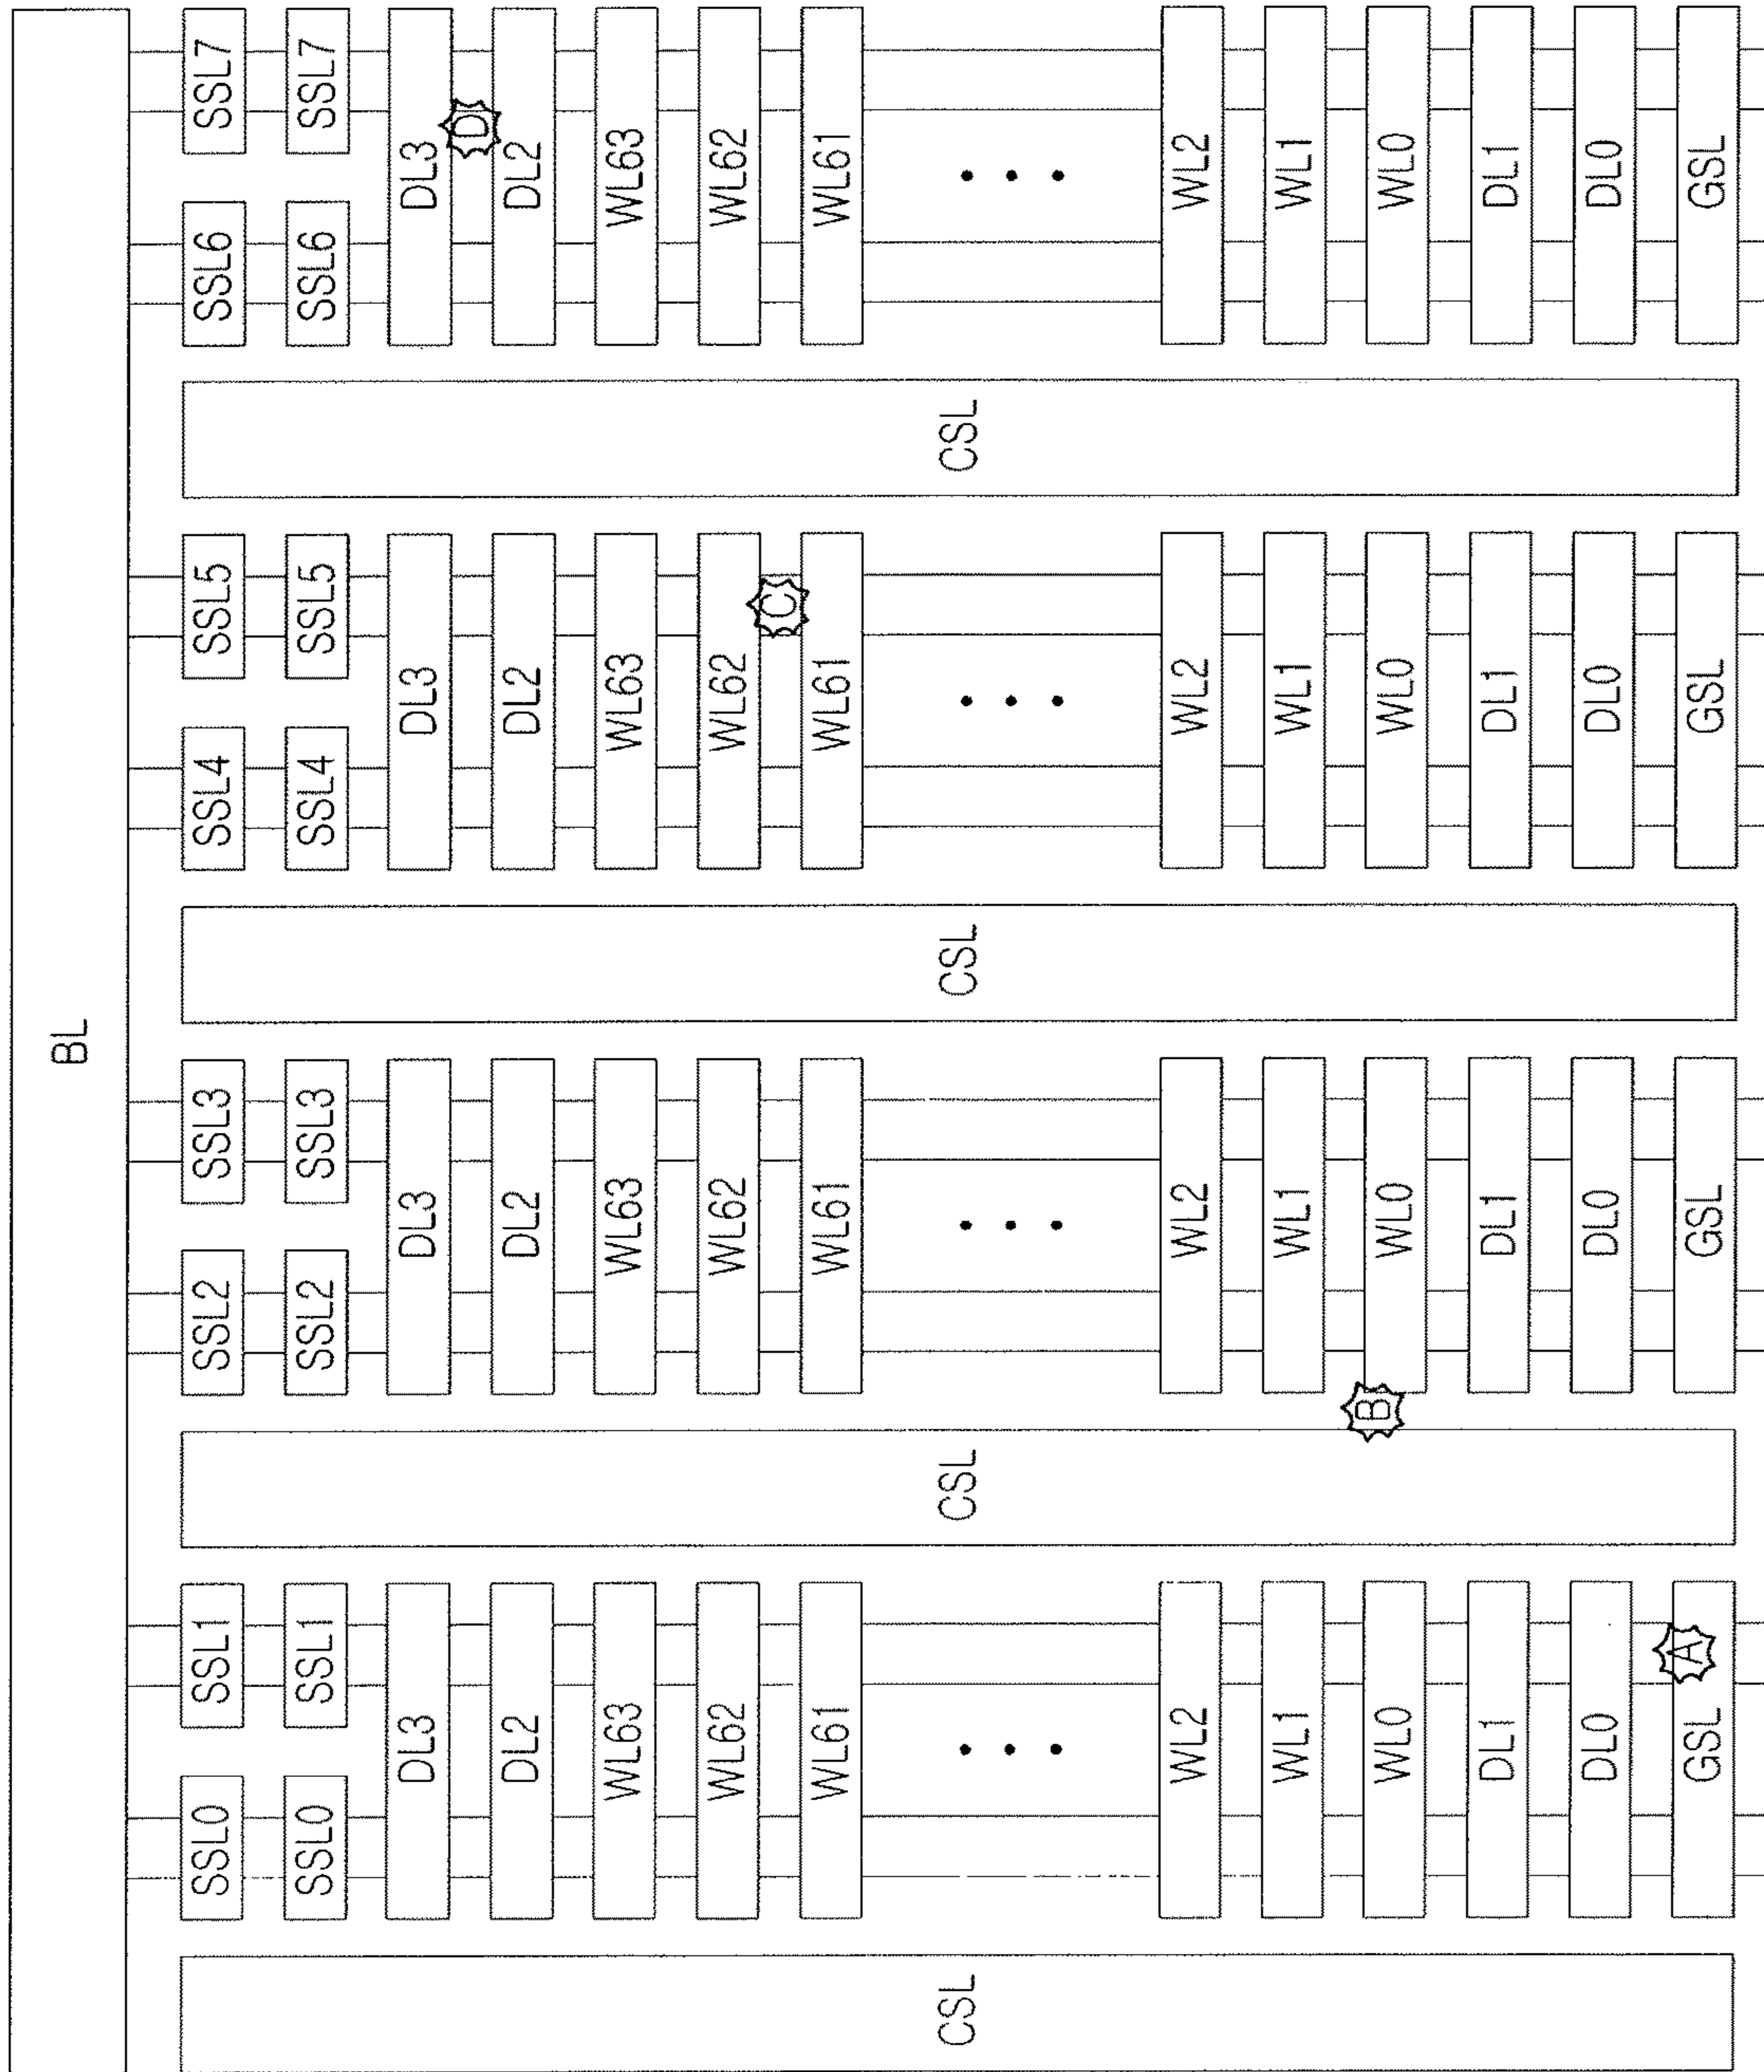 BL
SSL0 SSL1 SSL2 SSL3 SSL4 SSL5 SSL6 SSL7
SSL0 SSL1 SSL2 SSL3 SSL4 SSL5 SSL6 SSL7
DL3 DL3 DL3 DL3
D
DL2 DL2 DL2 DL2
WL63 WL63 WL63 WL63
WL62 WL62 WL62 WL62
C
WL61 WL61 WL61 WL61
CSL CSL CSL CSL
WL2 WL2 WL2 WL2
WL1 WL1 WL1 WL1
B
WL0 WL0 WL0 WL0
DL1 DL1 DL1 DL1
DL0 DL0 DL0 DL0
A
GSL GSL GSL GSL